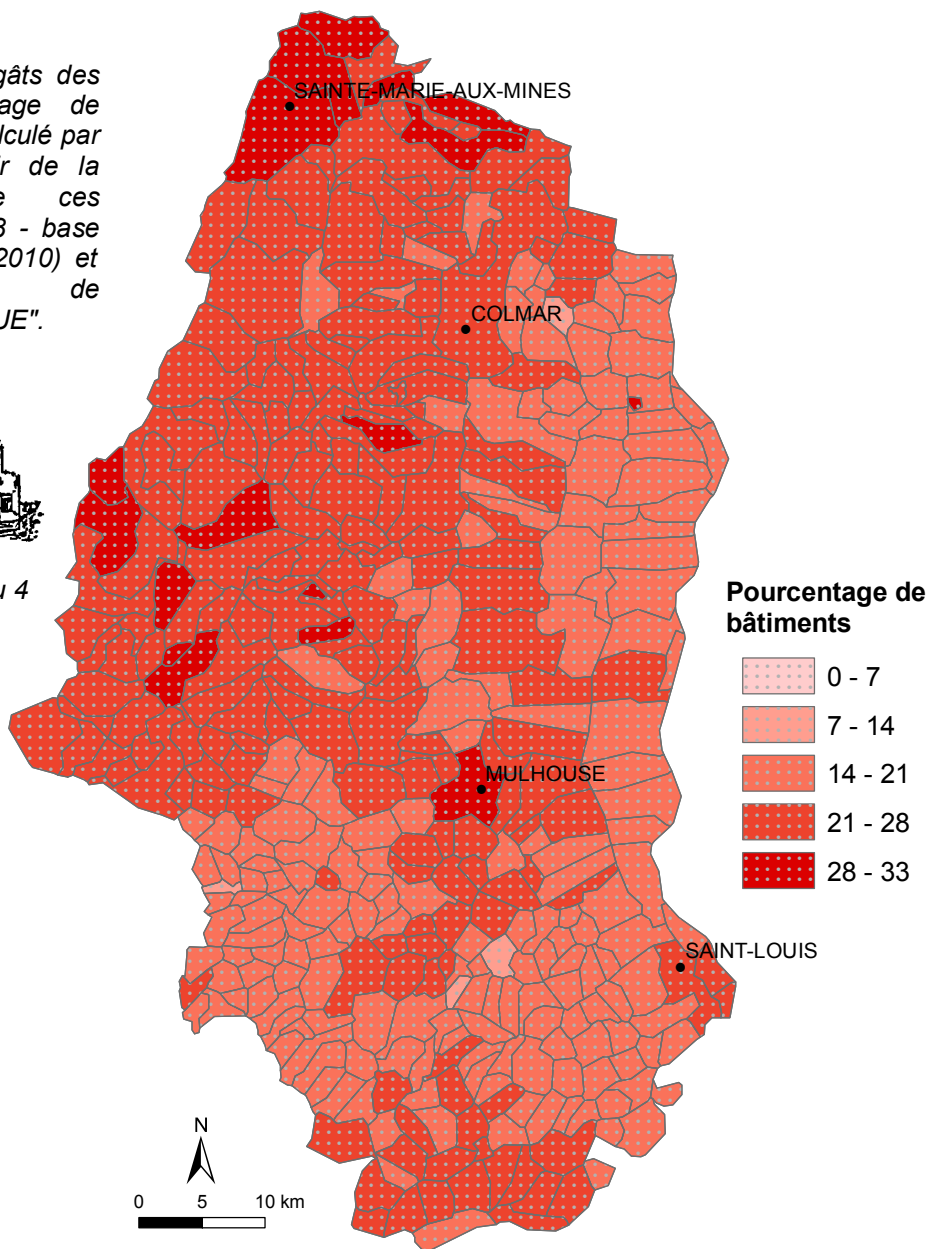 gâts des
age de
lculé par
r de la
e ces
3 - base
2010) et
de
UE".
u 4
SAINTE-MARIE-AUX-MINES
COLMAR
MULHOUSE
SAINT-LOUIS
Pourcentage de
bâtiments
0 - 7
7 - 14
14 - 21
21 - 28
28 - 33
N
0 5 10 km